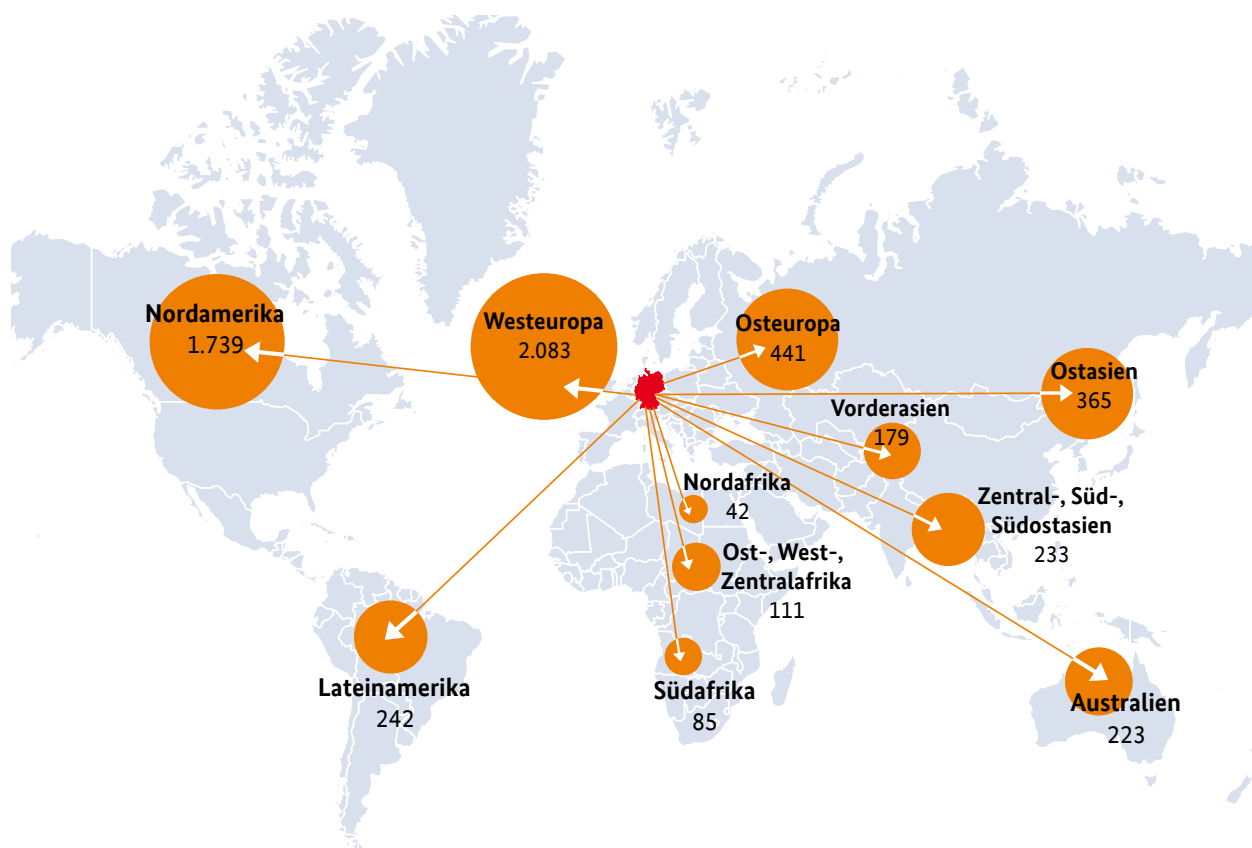 Nordamerika
1.739
Westeuropa
2.083
Osteuropa
441
Ostasien
365
Vorderasien
179
Nordafrika
42
Zentral-, Süd-,
Südostasien
233
Ost-, West-,
Zentralafrika
111
Lateinamerika
242
Südafrika
85
Australien
223